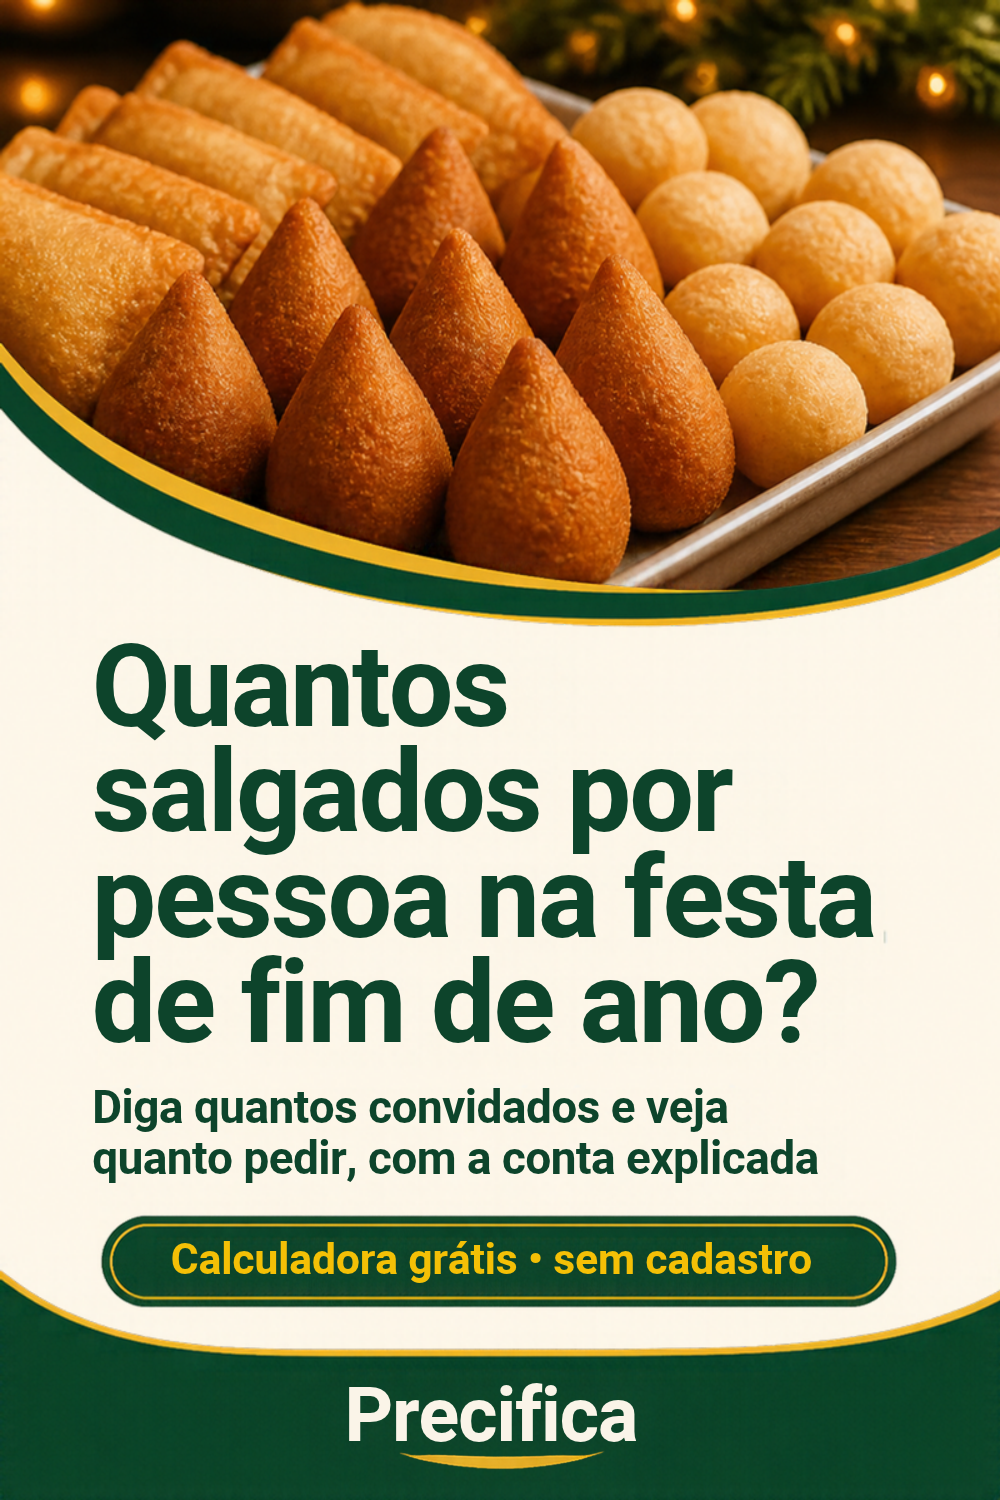 Quantos
salgados por
pessoa na festa
de fim de ano?
Diga quantos convidados e veja
quanto pedir, com a conta explicada
Calculadora grátis • sem cadastro
Precifica